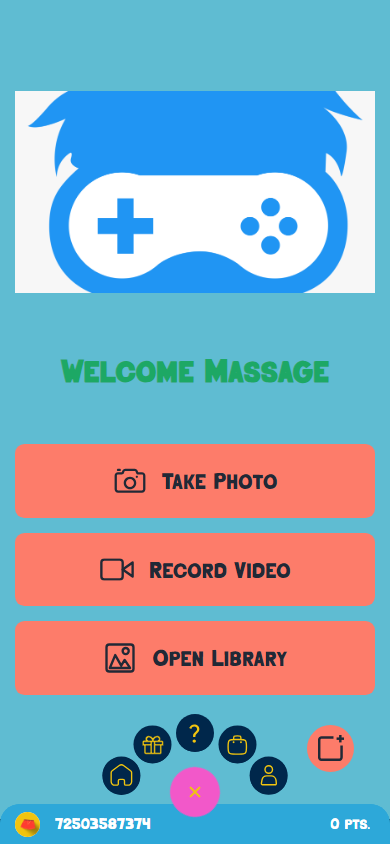 Welcome Massage
Take Photo
Record Video
Open Library
?
72503587374
0 PTS.